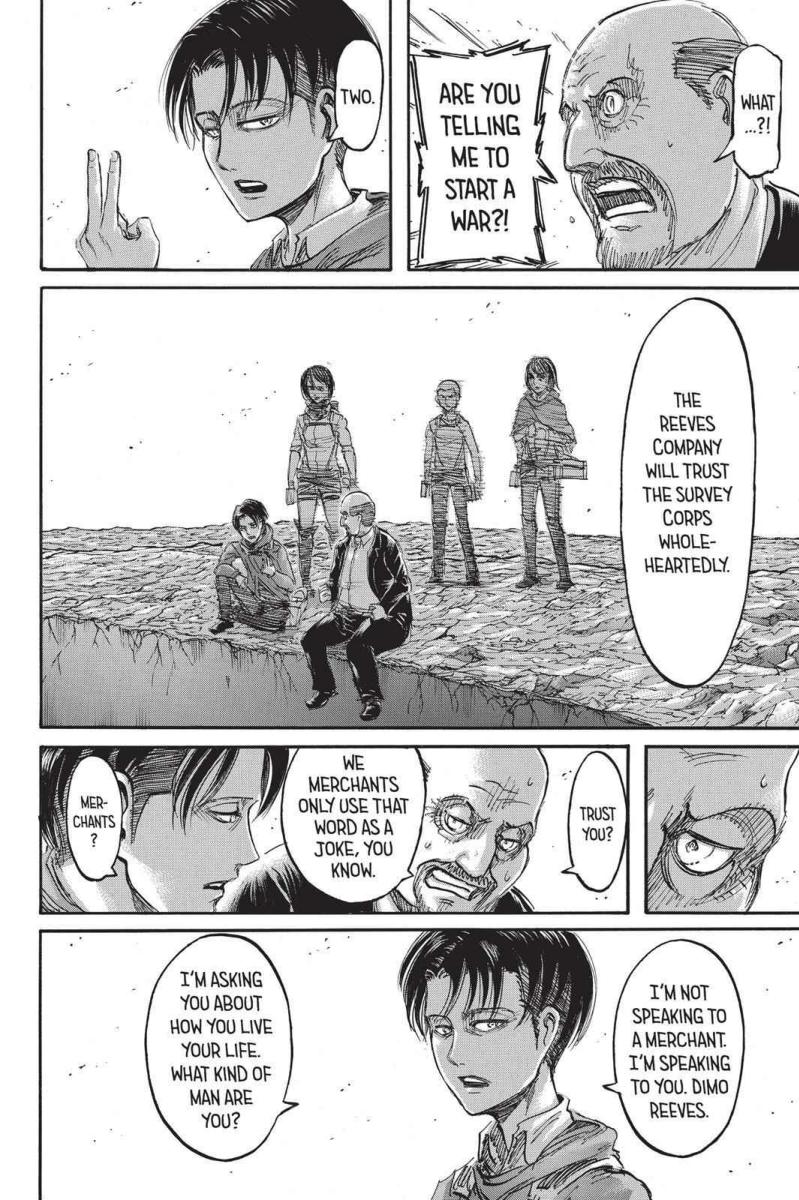 WHAT
...?!
ARE YOU
TELLING
ME TO
START A
WAR?!
TWO.
THE
REEVES
COMPANY
WILL TRUST
THE SURVEY
CORPS
WHOLE-
HEARTEDLY.
TRUST
YOU?
WE
MERCHANTS
ONLY USE THAT
WORD AS A
JOKE, YOU
KNOW.
MER-
CHANTS
?
I'M NOT
SPEAKING TO
A MERCHANT.
I'M SPEAKING
TO YOU. DIMO
REEVES.
I'M ASKING
YOU ABOUT
HOW YOU LIVE
YOUR LIFE.
WHAT KIND OF
MAN ARE
YOU?